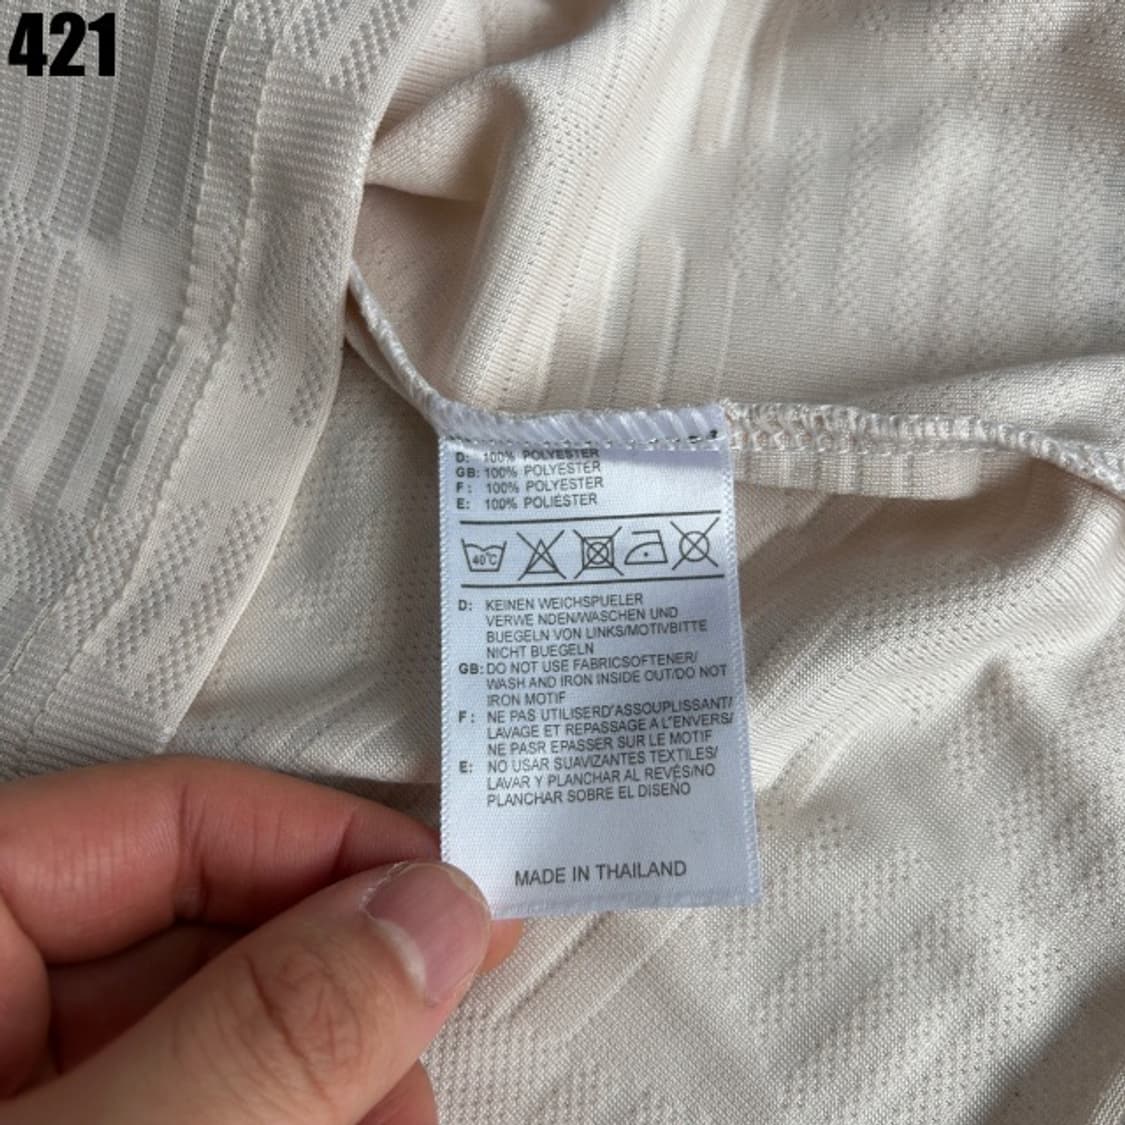 421
D: 100% POLYESTER
GB: 100% POLYESTER
F: 100% POLYESTER
E: 100% POLIÉSTER
40°C
D: KEINEN WEICHSPUELER
VERWE NDEN/WASCHEN UND
BUEGELN VON LINKS/MOTIVBITTE
NICHT BUEGELN
GB: DO NOT USE FABRICSOFTENER/
WASH AND IRON INSIDE OUT/DO NOT
IRON MOTIF
F: NE PAS UTILISERD'ASSOUPLISSANT/
LAVAGE ET REPASSAGE A L"ENVERS/
NE PASR EPASSER SUR LE MOTIF
E: NO USAR SUAVIZANTES TEXTILES/
LAVAR Y PLANCHAR AL REVÉS/NO
PLANCHAR SOBRE EL DISEÑO
MADE IN THAILAND